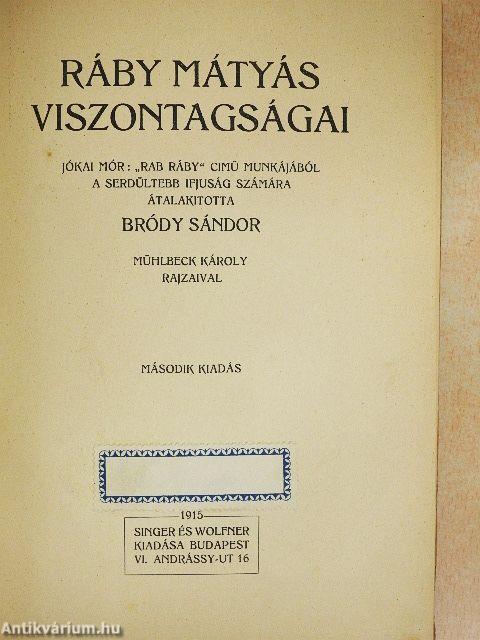 RÁBY MÁTYÁS
VISZONTAGSÁGAI
JÓKAI MÓR: „RAB RÁBY" CIMÜ MUNKÁJÁBÓL
A SERDÜLTEBB IFJUSÁG SZÁMÁRA
ÁTALAKITOTTA
BRÓDY SÁNDOR
MÜHLBECK KÁROLY
RAJZAIVAL
MÁSODIK KIADÁS
1915
SINGER ÉS WOLFNER
KIADÁSA BUDAPEST
VI. ANDRÁSSY-UT 16
Antikvárium.hu